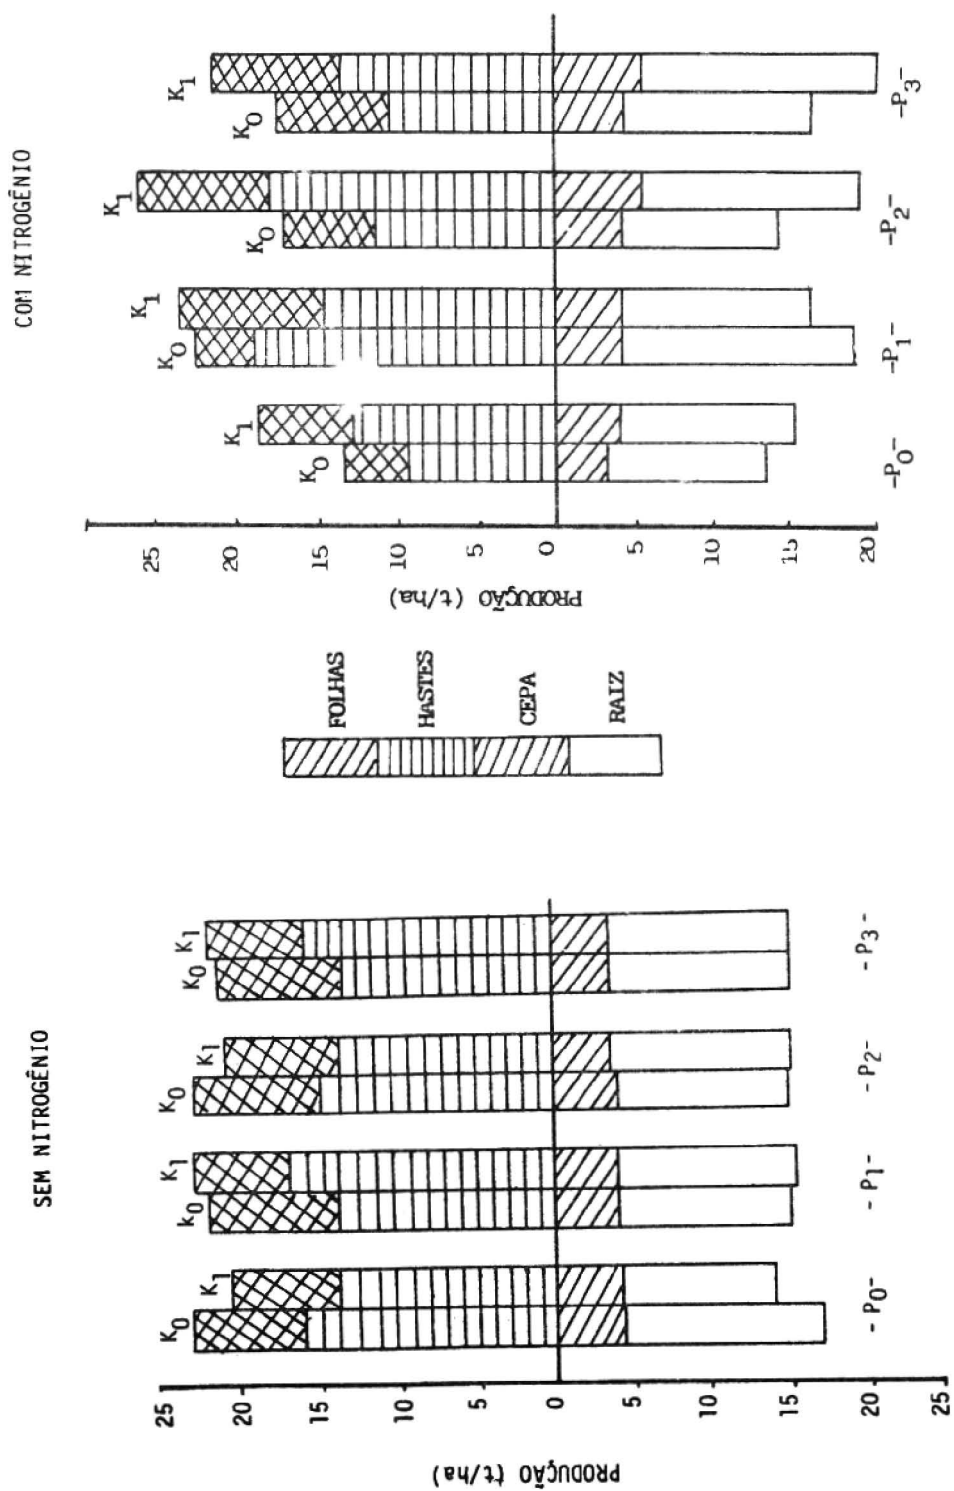 SEM NITROGÊNIO
PRODUÇÃO (t/ha)
25
20
15
10
5
0
5
10
15
20
25
K0
K1
k0
K1
K0
K1
K0
K1
- P0-
- P1-
- P2-
- P3-
FOLHAS
HASTES
CEPA
RAIZ
COM NITROGÊNIO
PRODUÇÃO (t/ha)
25
20
15
10
5
0
5
10
15
20
K0
K1
K0
K1
K0
K1
K0
K1
-P0-
-P1-
-P2-
-P3-